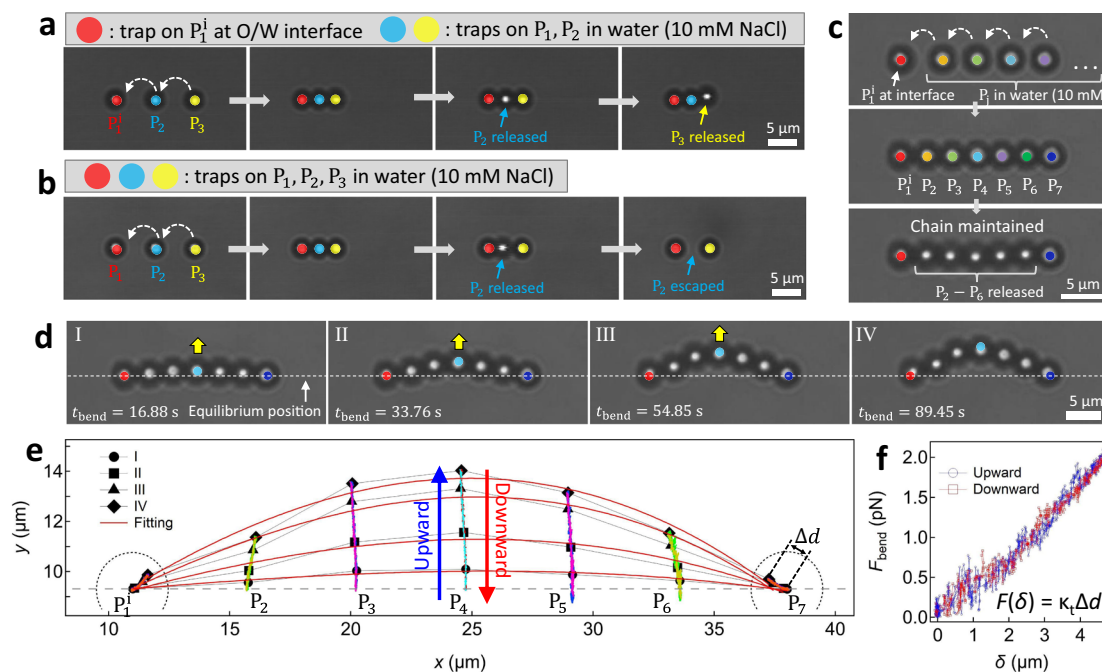 a : trap on P₁ⁱ at O/W interface : traps on P₁, P₂ in water (10 mM NaCl)
P₁ⁱ P₂ P₃
P₂ released
P₃ released
5 μm
b : traps on P₁, P₂, P₃ in water (10 mM NaCl)
P₂ P₃
P₂ released
P₂ escaped
5 μm
c
P₁ⁱ at interface
Pᵢ in water (10 mM
...
P₁ⁱ P₂ P₃ P₄ P₅ P₆ P₇
Chain maintained
P₂ − P₆ released
5 μm
d
I
t_bend = 16.88 s
Equilibrium position
II
t_bend = 33.76 s
III
t_bend = 54.85 s
IV
t_bend = 89.45 s
5 μm
e
I
II
III
IV
Fitting
Upward
Downward
Δd
P₁ⁱ P₂ P₃ P₄ P₅ P₆ P₇
14
12
10
y (μm)
10 15 20 25 30 35 40
x (μm)
f
Upward
Downward
2.0
1.5
1.0
0.5
0.0
F_bend (pN)
F(δ) = κₜΔd
0 1 2 3 4
δ (μm)